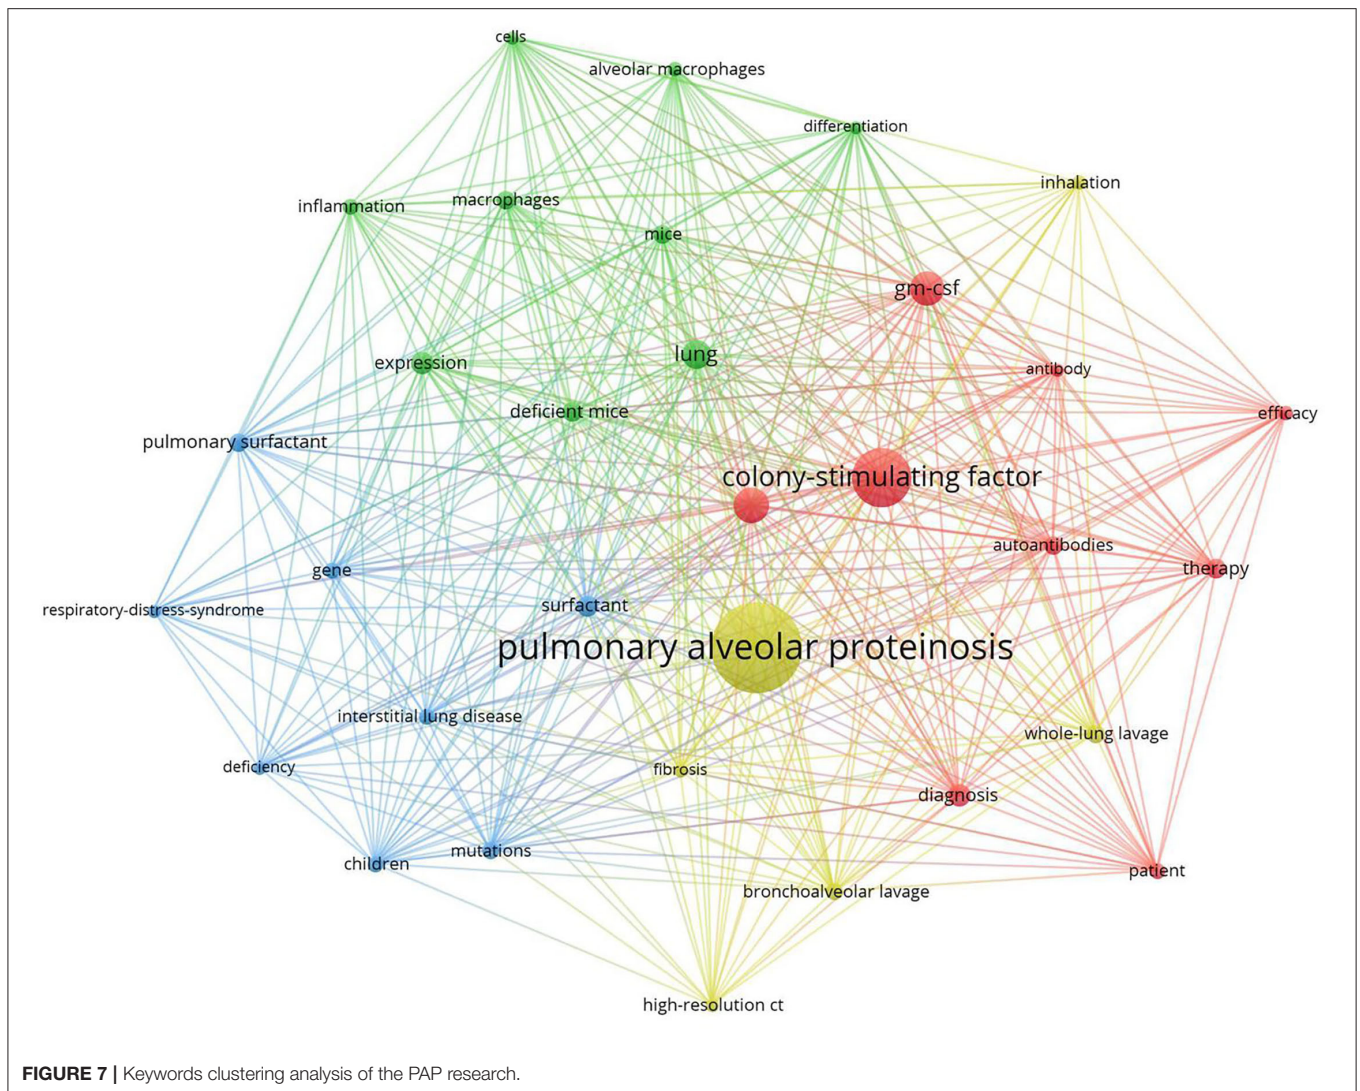 cells
alveolar macrophages
differentiation
inhalation
inflammation
macrophages
mice
gm-csf
lung
expression
antibody
deficient mice
efficacy
pulmonary surfactant
colony-stimulating factor
autoantibodies
gene
therapy
respiratory-distress-syndrome
surfactant
pulmonary alveolar proteinosis
interstitial lung disease
whole-lung lavage
deficiency
fibrosis
diagnosis
mutations
children
patient
bronchoalveolar lavage
high-resolution ct
FIGURE 7 | Keywords clustering analysis of the PAP research.